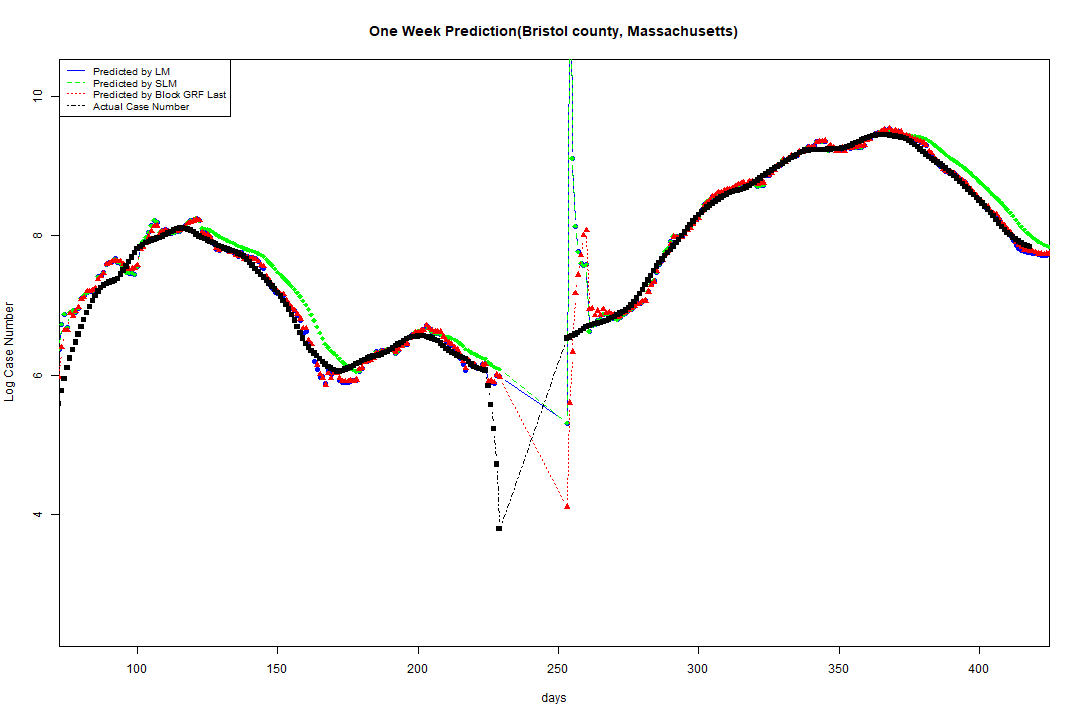 One Week Prediction(Bristol county, Massachusetts)
Predicted by LM
Predicted by SLM
Predicted by Block GRF Last
Actual Case Number
Log Case Number
10
8
6
4
100 150 200 250 300 350 400
days